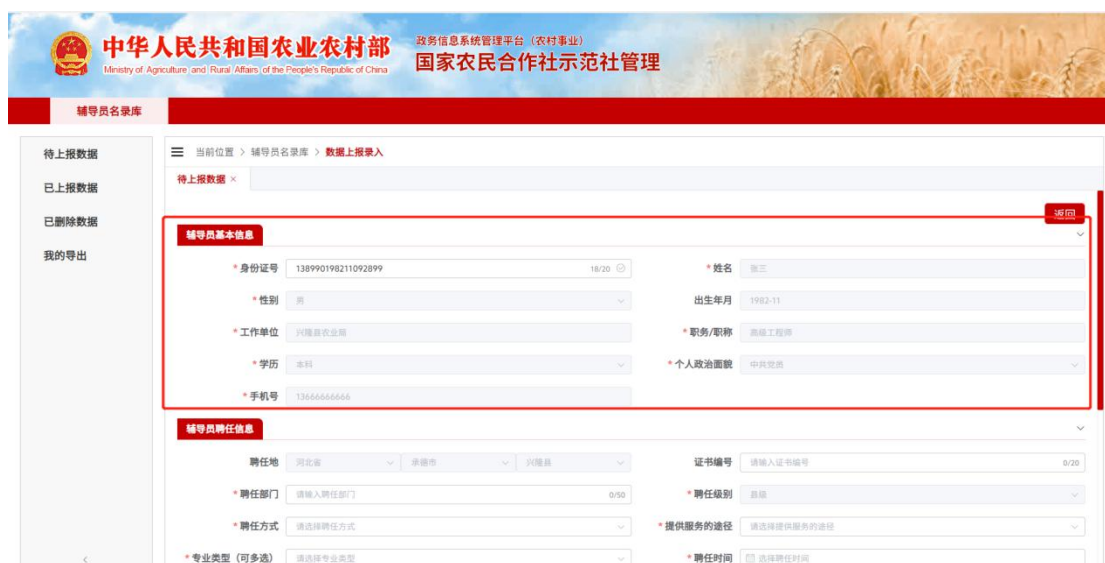 中华人民共和国农业农村部
Ministry of Agriculture and Rural Affairs of the People's Republic of China
政务信息系统管理平台（农村事业）
国家农民合作社示范社管理
辅导员名录库
待上报数据
已上报数据
已删除数据
我的导出
当前位置 > 辅导员名录库 > 数据上报录入
待上报数据 ×
返回
辅导员基本信息
* 身份证号 138990198211092899 18/20 * 姓名 张三
* 性别 男 出生年月 1982-11
* 工作单位 兴隆县农业局 * 职务/职称 高级工程师
* 学历 本科 * 个人政治面貌 中共党员
* 手机号 13666666666
辅导员聘任信息
聘任地 河北省 承德市 兴隆县 证书编号 请输入证书编号 0/20
* 聘任部门 请输入聘任部门 0/50 * 聘任级别 县级
* 聘任方式 请选择聘任方式 * 提供服务的途径 请选择提供服务的途径
* 专业类型（可多选） 请选择专业类型 * 聘任时间 选择聘任时间